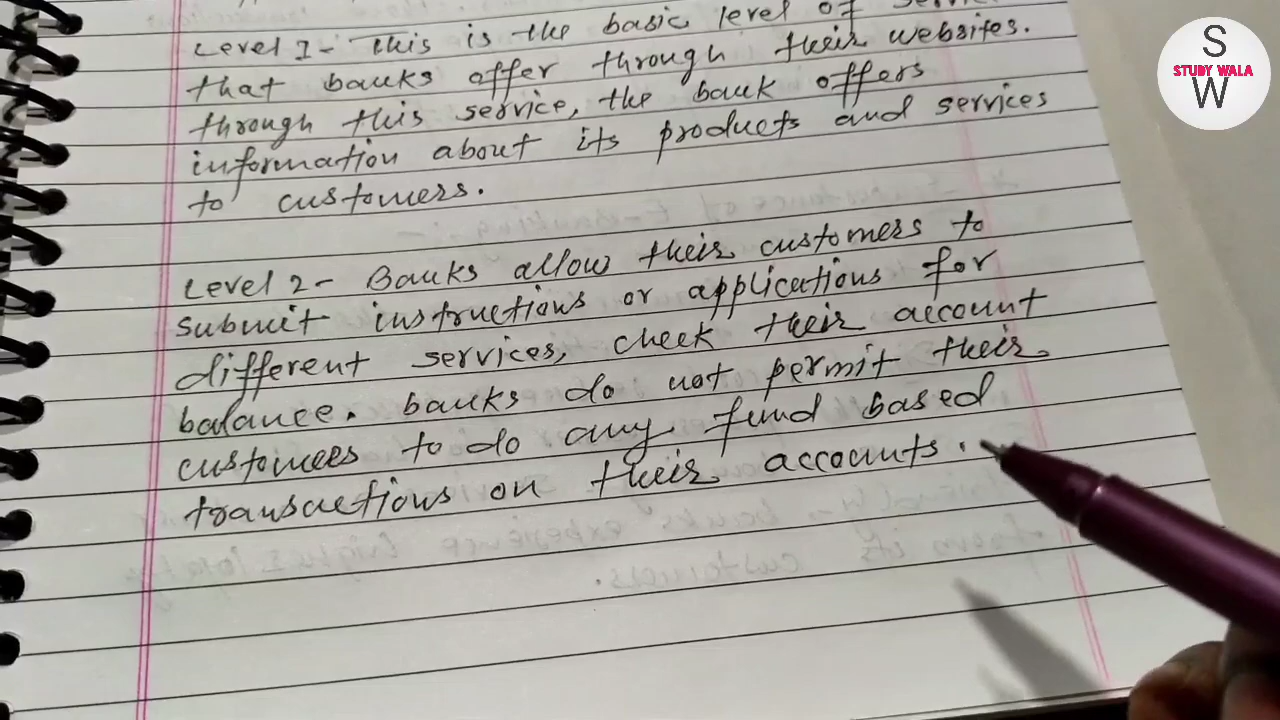 Level 1 - This is the basic level of service
that banks offer through their websites.
through this service, the bank offers
information about its products and services
to customers.
Level 2 - Banks allow their customers to
submit instructions or applications for
different services, check their account
balance. banks do not permit their
customers to do any fund based
transactions on their accounts.
S
STUDY WALA
W